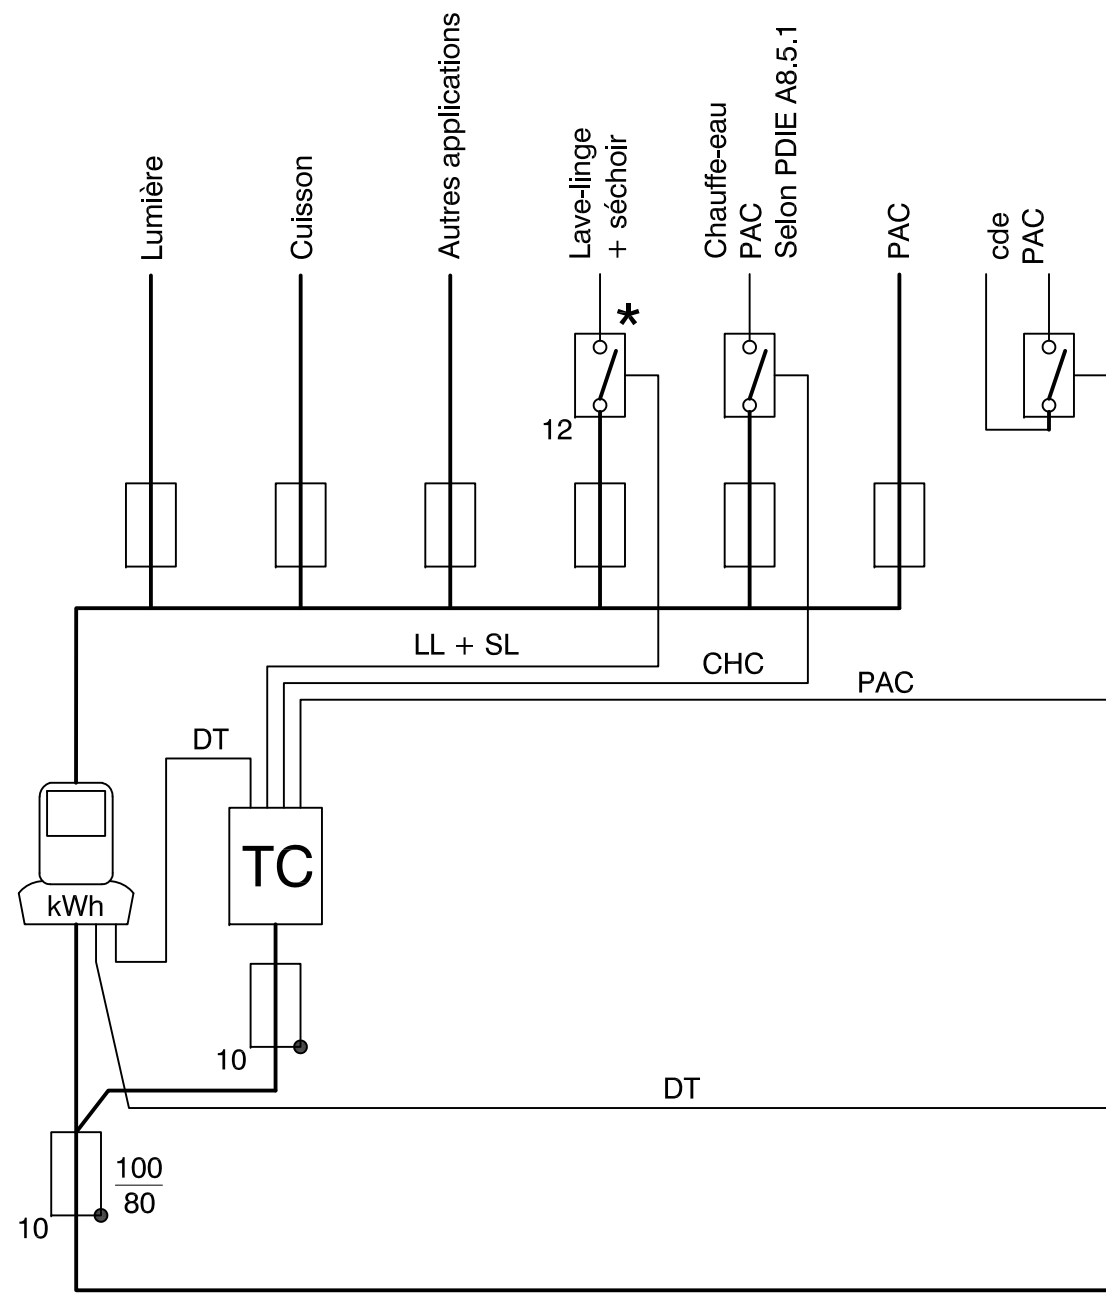 Lumière
Cuisson
Autres applications
Lave-linge
+ séchoir
Chauffe-eau
PAC
Selon PDIE A8.5.1
PAC
cde
PAC
*
12
LL + SL
CHC
PAC
DT
TC
kWh
10
DT
100
80
10